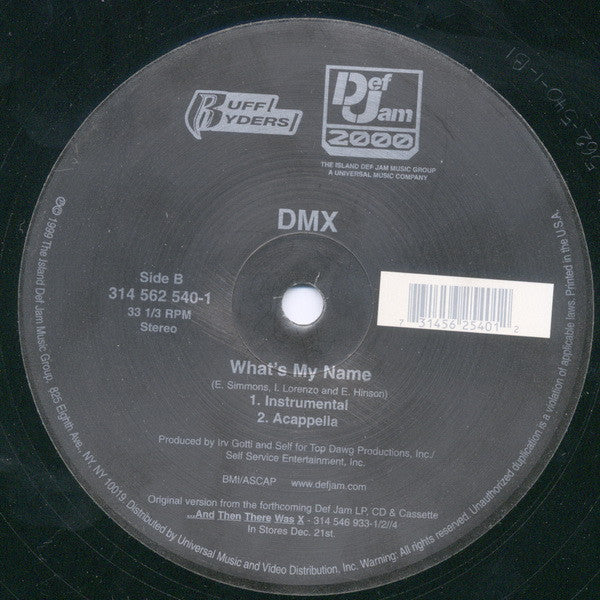 RUFF
RYDERS
Def
Jam
2000
THE ISLAND DEF JAM MUSIC GROUP
A UNIVERSAL MUSIC COMPANY
DMX
Side B
314 562 540-1
33 1/3 RPM
Stereo
7 31456 25401 2
What's My Name
(E. Simmons, I. Lorenzo and E. Hinson))
1. Instrumental
2. Acappella
Produced by Irv Gotti and Self for Top Dawg Productions, Inc./
Self Service Entertainment, Inc.
BMI/ASCAP www.defjam.com
Original version from the forthcoming Def Jam LP, CD & Cassette
...And Then There Was X - 314 546 933-1/2//4
In Stores Dec. 21st.
℗© 1999 The Island Def Jam Music Group. 825 Eighth Ave., NY, NY 10019. Distributed by Universal Music and Video Distribution, Inc. Warning: All rights reserved. Unauthorized duplication is a violation of applicable laws. Printed in the U.S.A.